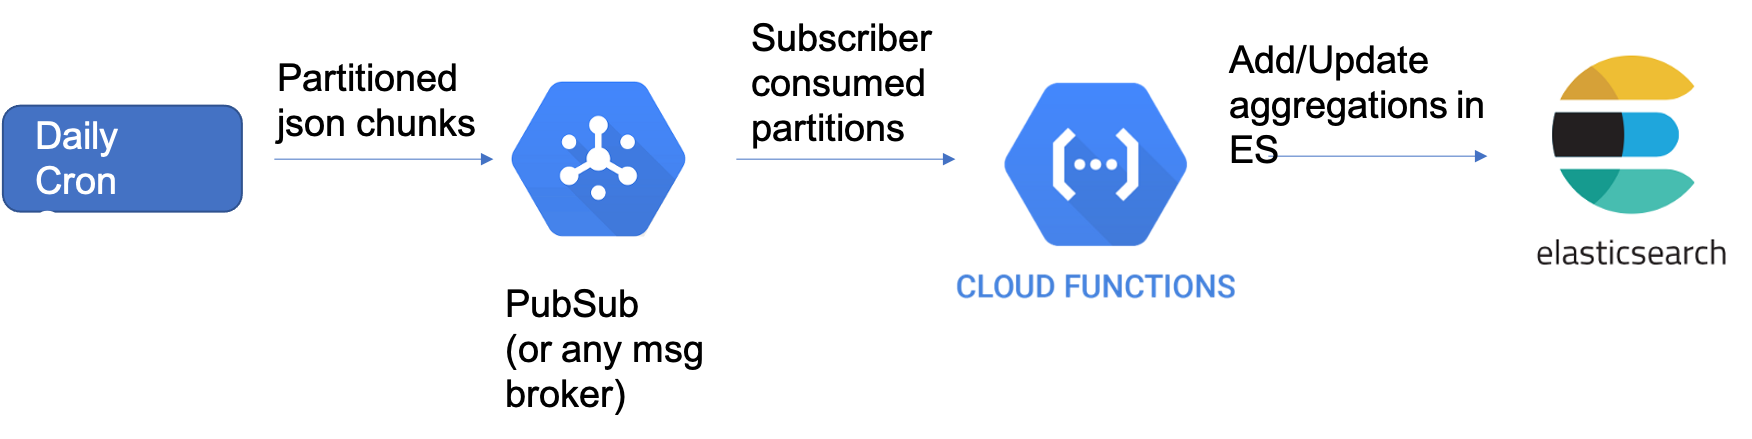 Daily
Cron
Partitioned
json chunks
PubSub
(or any msg
broker)
Subscriber
consumed
partitions
CLOUD FUNCTIONS
Add/Update
aggregations in
ES
elasticsearch